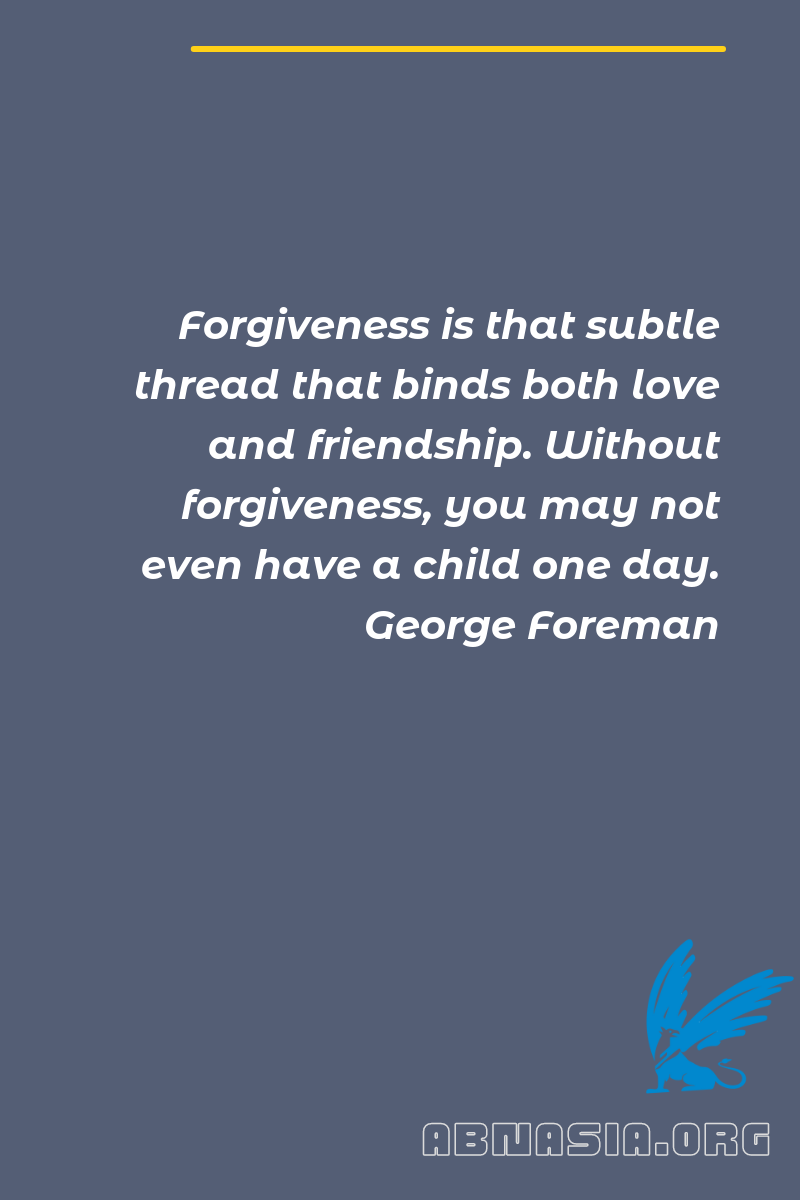 Forgiveness is that subtle
thread that binds both love
and friendship. Without
forgiveness, you may not
even have a child one day.
George Foreman
ABNASIA.ORG